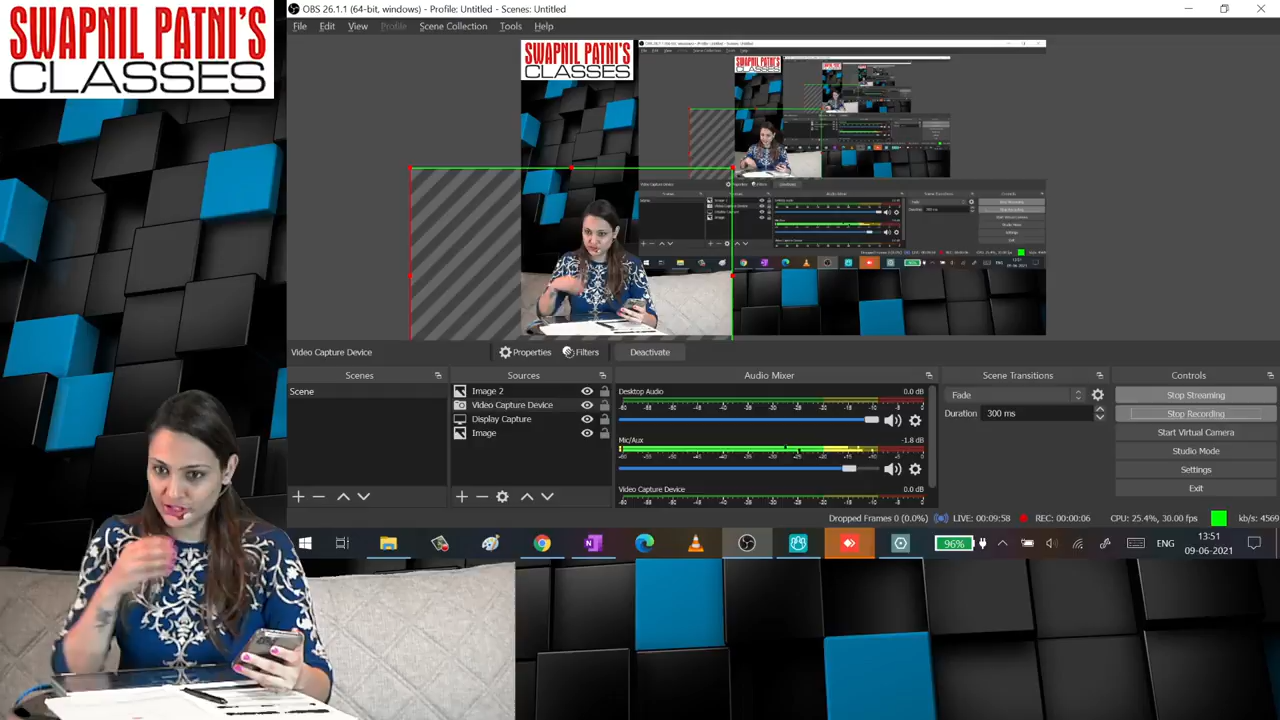 SWAPNIL PATNI'S
CLASSES
OBS 26.1.1 (64-bit, windows) - Profile: Untitled - Scenes: Untitled
File Edit View Profile Scene Collection Tools Help
SWAPNIL PATNI'S
CLASSES
Video Capture Device Properties Filters Deactivate
Scenes Sources Audio Mixer Scene Transitions Controls
Scene
Image 2
Video Capture Device
Display Capture
Image
Desktop Audio 0.0 dB
Mic/Aux -1.8 dB
Video Capture Device 0.0 dB
Fade
Duration 300 ms
Stop Streaming
Stop Recording
Start Virtual Camera
Studio Mode
Settings
Exit
Dropped Frames 0 (0.0%) LIVE: 00:09:58 REC: 00:00:06 CPU: 25.4%, 30.00 fps kb/s: 4569
96% ENG 13:51
09-06-2021